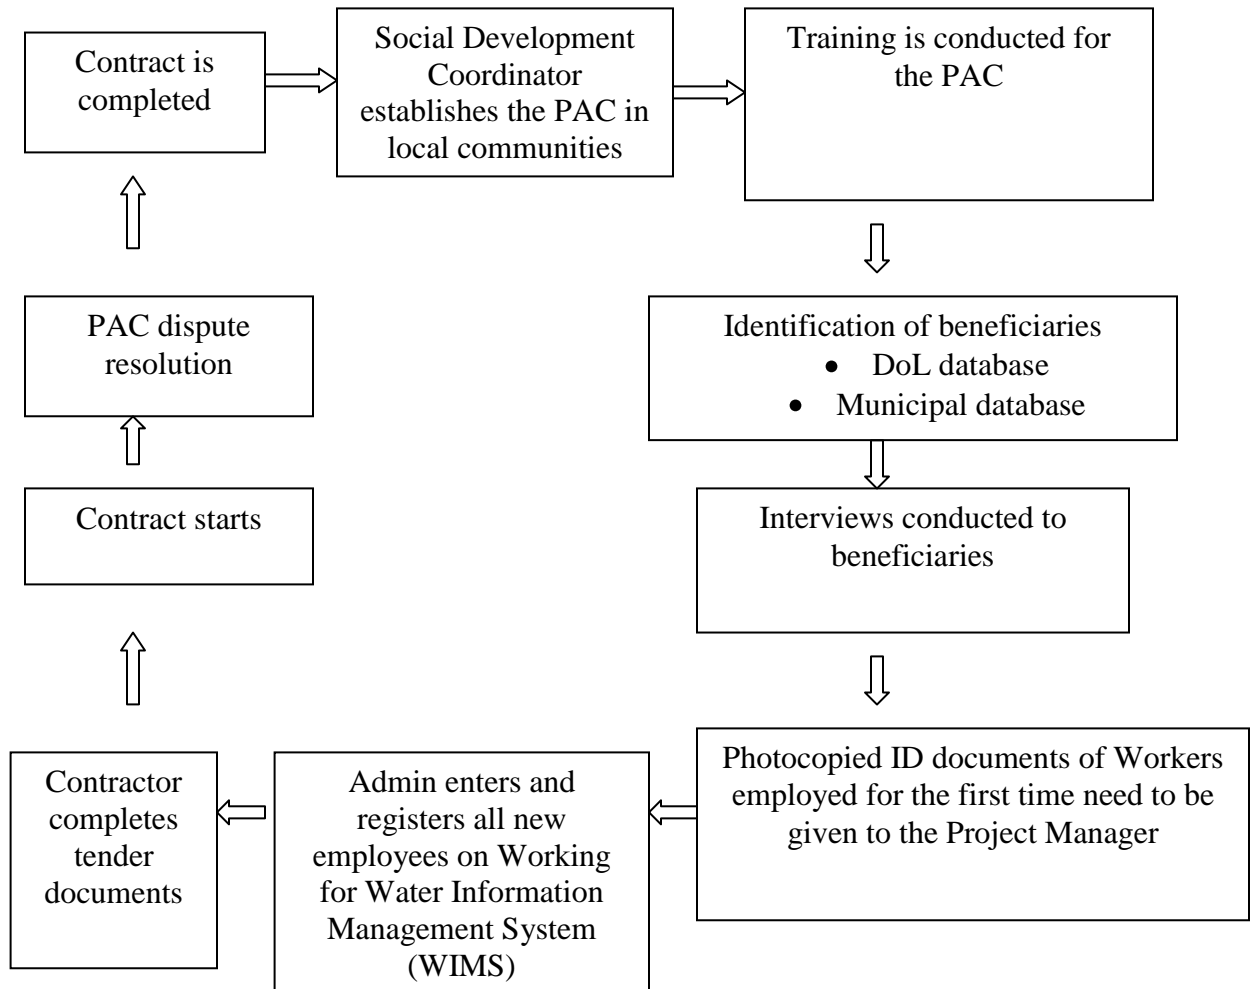 Contract is
completed
Social Development
Coordinator
establishes the PAC in
local communities
Training is conducted for
the PAC
Identification of beneficiaries
• DoL database
• Municipal database
Interviews conducted to
beneficiaries
Photocopied ID documents of Workers
employed for the first time need to be
given to the Project Manager
Admin enters and
registers all new
employees on Working
for Water Information
Management System
(WIMS)
Contractor
completes
tender
documents
Contract starts
PAC dispute
resolution